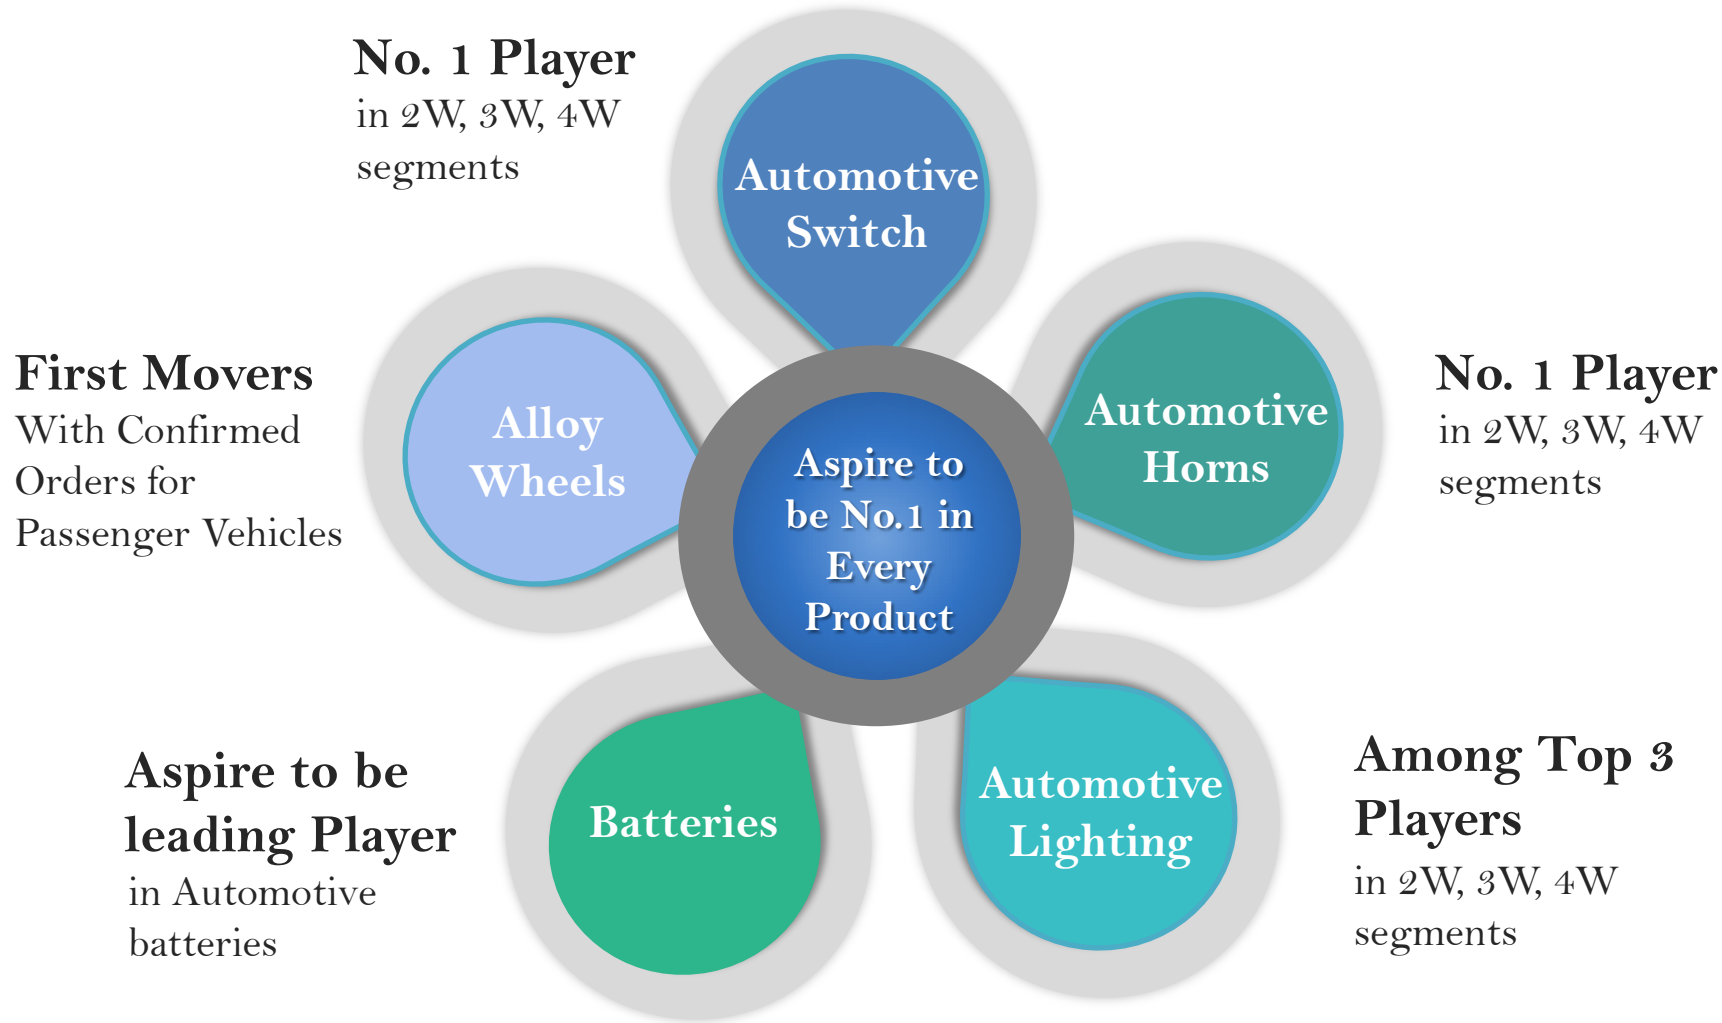 No. 1 Player
in 2W, 3W, 4W
segments
Automotive
Switch
First Movers
With Confirmed
Orders for
Passenger Vehicles
Alloy
Wheels
Aspire to
be No.1 in
Every
Product
Automotive
Horns
No. 1 Player
in 2W, 3W, 4W
segments
Aspire to be
leading Player
in Automotive
batteries
Batteries
Automotive
Lighting
Among Top 3
Players
in 2W, 3W, 4W
segments